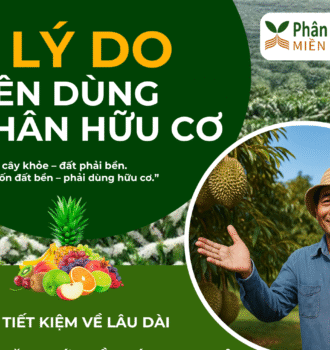 LÝ DO
ÊN DÙNG
HÂN HỮU CƠ
Phân
MIỀN
cây khỏe – đất phải bền.
ốn đất bền – phải dùng hữu cơ.”
TIẾT KIỆM VỀ LÂU DÀI